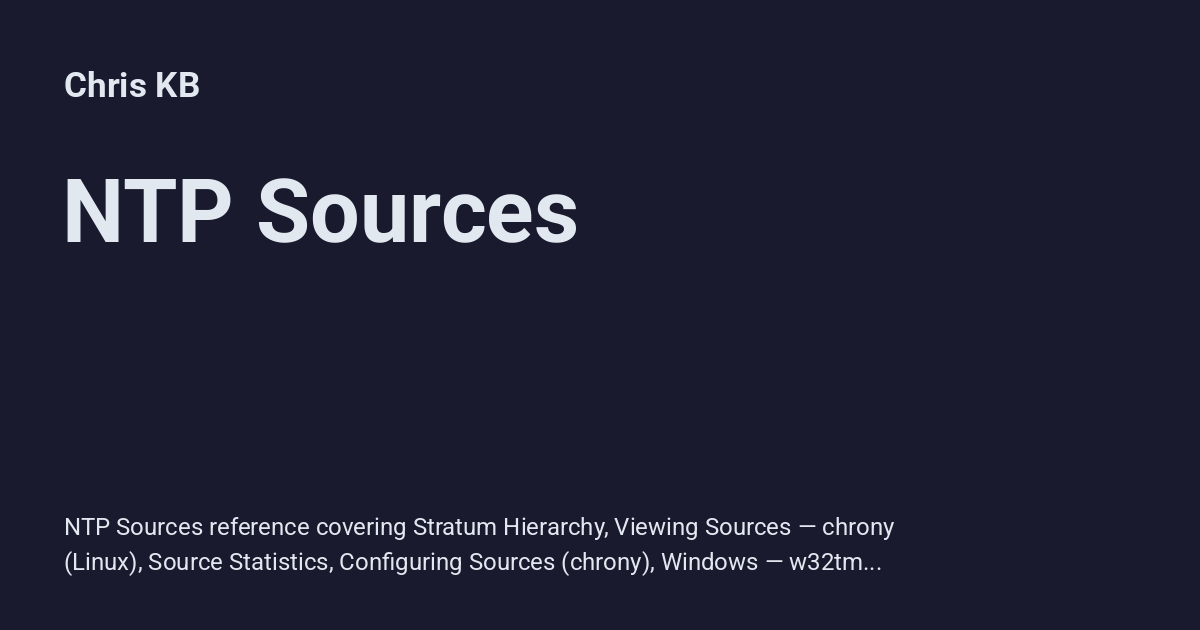 Chris KB
NTP Sources
NTP Sources reference covering Stratum Hierarchy, Viewing Sources — chrony
(Linux), Source Statistics, Configuring Sources (chrony), Windows — w32tm...